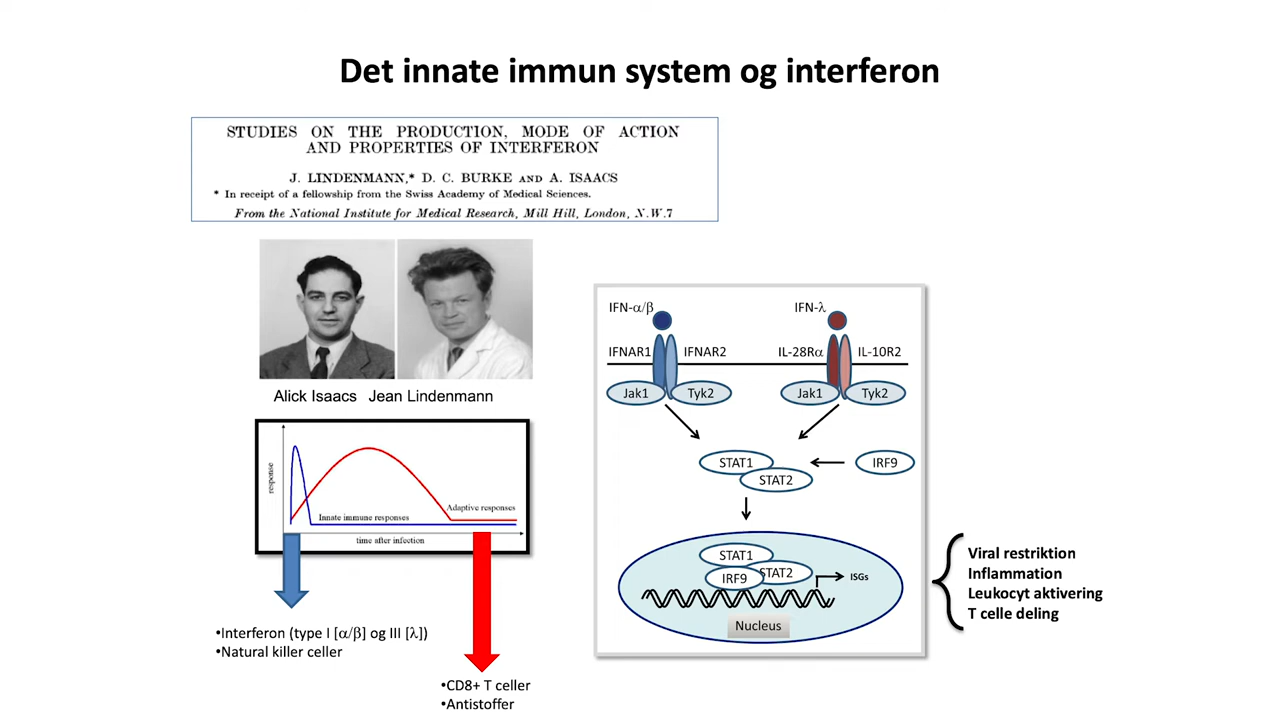 Det innate immun system og interferon
STUDIES ON THE PRODUCTION, MODE OF ACTION
AND PROPERTIES OF INTERFERON
J. LINDENMANN,* D. C. BURKE AND A. ISAACS
* In receipt of a fellowship from the Swiss Academy of Medical Sciences.
From the National Institute for Medical Research, Mill Hill, London, N.W.7
Alick Isaacs Jean Lindenmann
response
Adaptive responses
Innate immune responses
time after infection
•Interferon (type I [α/β] og III [λ])
•Natural killer celler
•CD8+ T celler
•Antistoffer
IFN-α/β
IFN-λ
IFNAR1
IFNAR2
IL-28Rα
IL-10R2
Jak1
Tyk2
Jak1
Tyk2
STAT1
STAT2
IRF9
STAT1
STAT2
IRF9
ISGs
Nucleus
Viral restriktion
Inflammation
Leukocyt aktivering
T celle deling